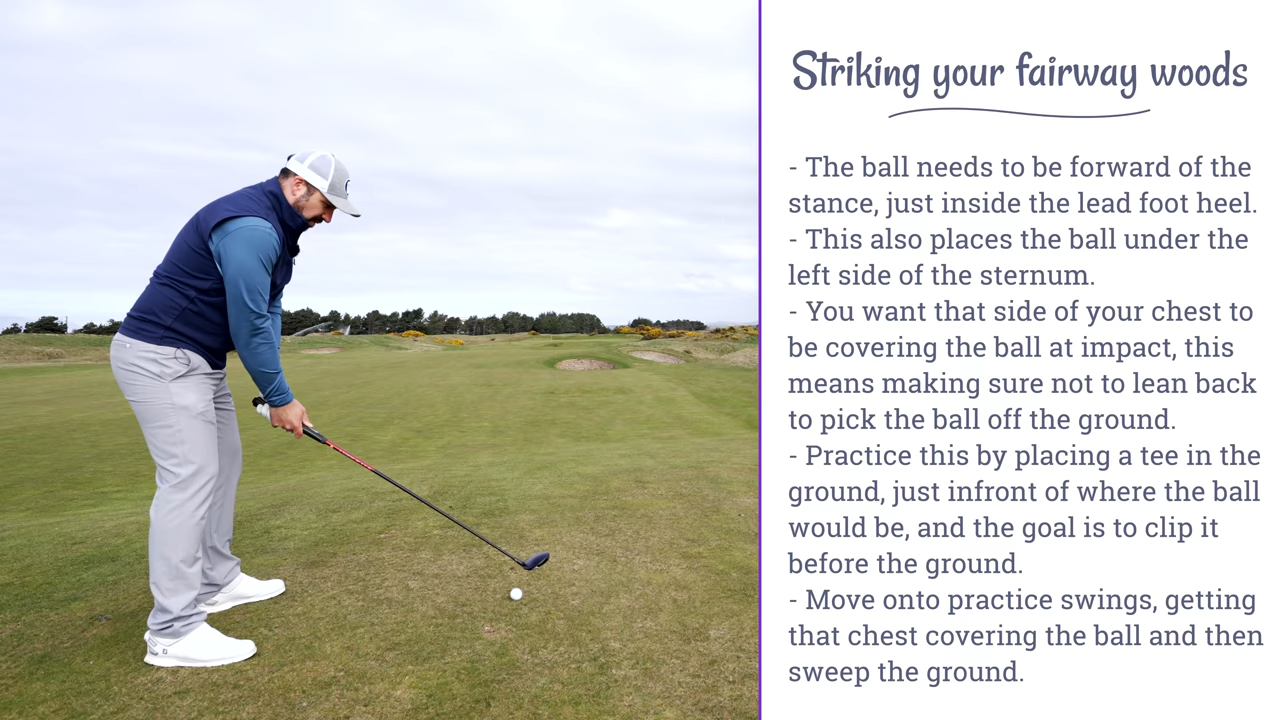 Striking your fairway woods
- The ball needs to be forward of the
stance, just inside the lead foot heel.
- This also places the ball under the
left side of the sternum.
- You want that side of your chest to
be covering the ball at impact, this
means making sure not to lean back
to pick the ball off the ground.
- Practice this by placing a tee in the
ground, just infront of where the ball
would be, and the goal is to clip it
before the ground.
- Move onto practice swings, getting
that chest covering the ball and then
sweep the ground.